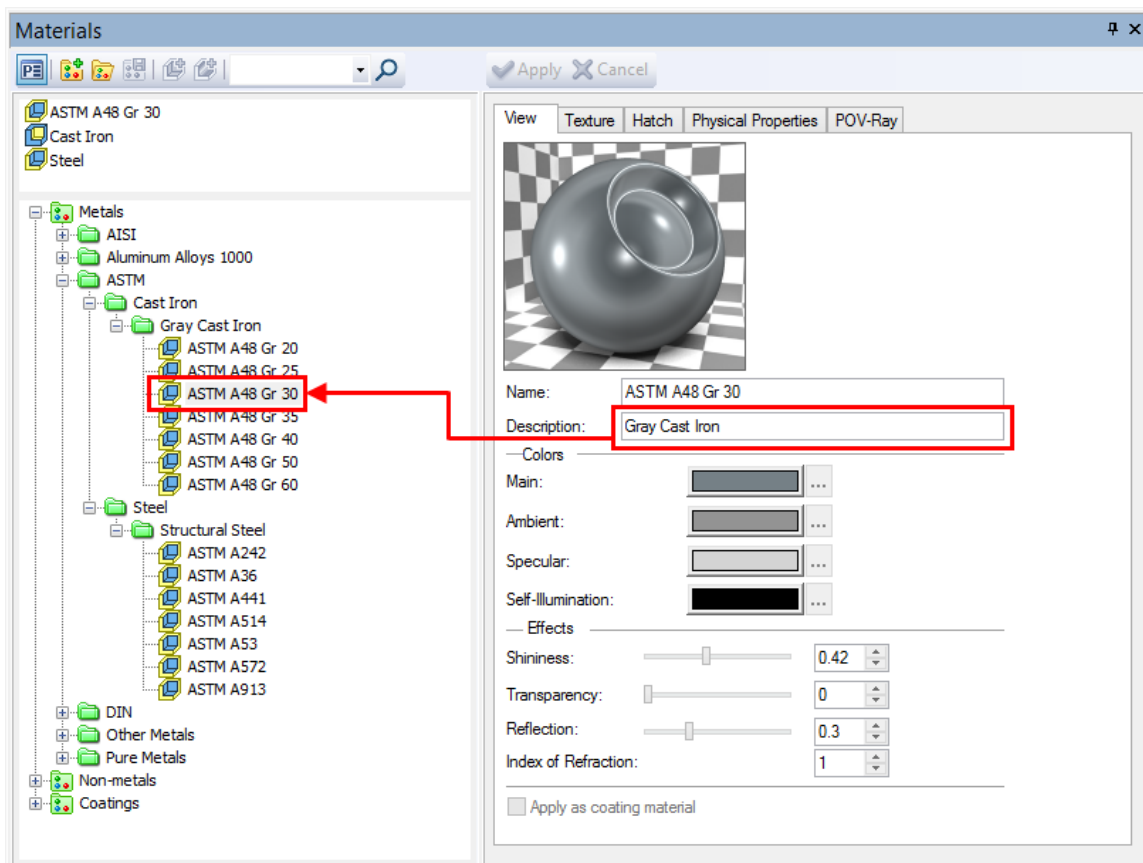 Materials
PE
Apply Cancel
ASTM A48 Gr 30
Cast Iron
Steel
Metals
AISI
Aluminum Alloys 1000
ASTM
Cast Iron
Gray Cast Iron
ASTM A48 Gr 20
ASTM A48 Gr 25
ASTM A48 Gr 30
ASTM A48 Gr 35
ASTM A48 Gr 40
ASTM A48 Gr 50
ASTM A48 Gr 60
Steel
Structural Steel
ASTM A242
ASTM A36
ASTM A441
ASTM A514
ASTM A53
ASTM A572
ASTM A913
DIN
Other Metals
Pure Metals
Non-metals
Coatings
View Texture Hatch Physical Properties POV-Ray
Name: ASTM A48 Gr 30
Description: Gray Cast Iron
Colors
Main: ...
Ambient: ...
Specular: ...
Self-Illumination: ...
Effects
Shininess: 0.42
Transparency: 0
Reflection: 0.3
Index of Refraction: 1
Apply as coating material